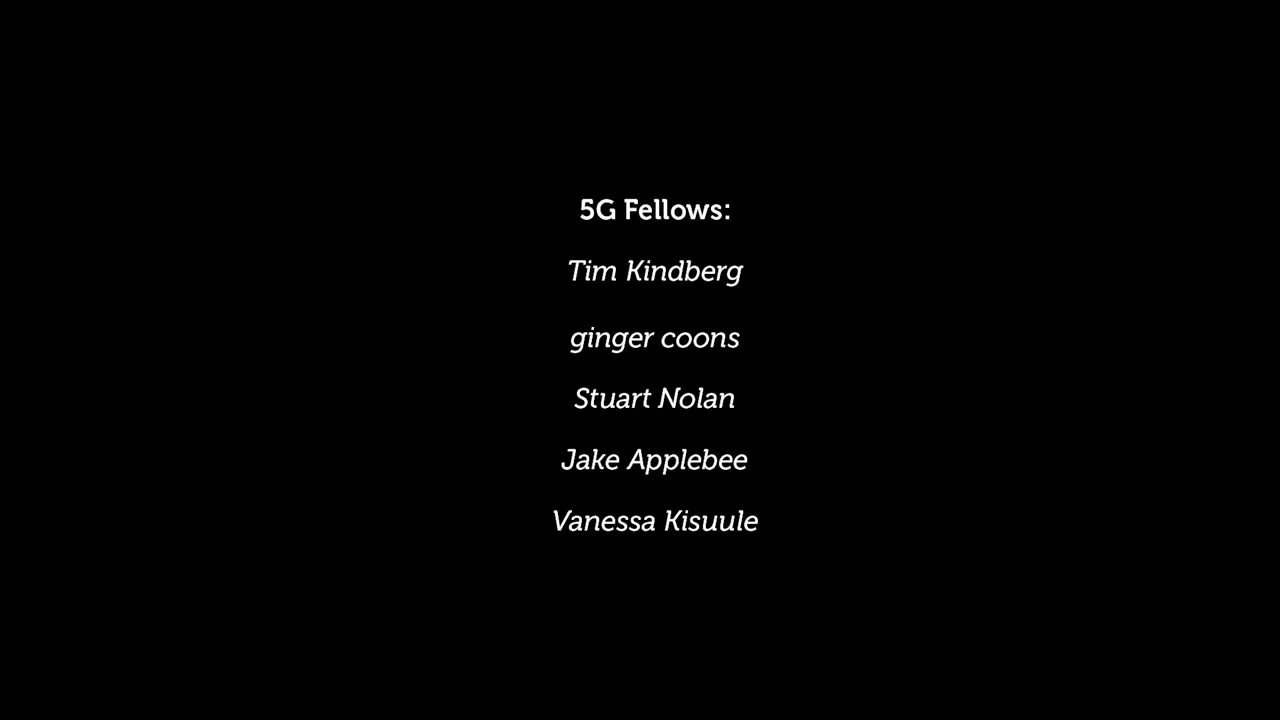 5G Fellows:
Tim Kindberg
ginger coons
Stuart Nolan
Jake Applebee
Vanessa Kisuule